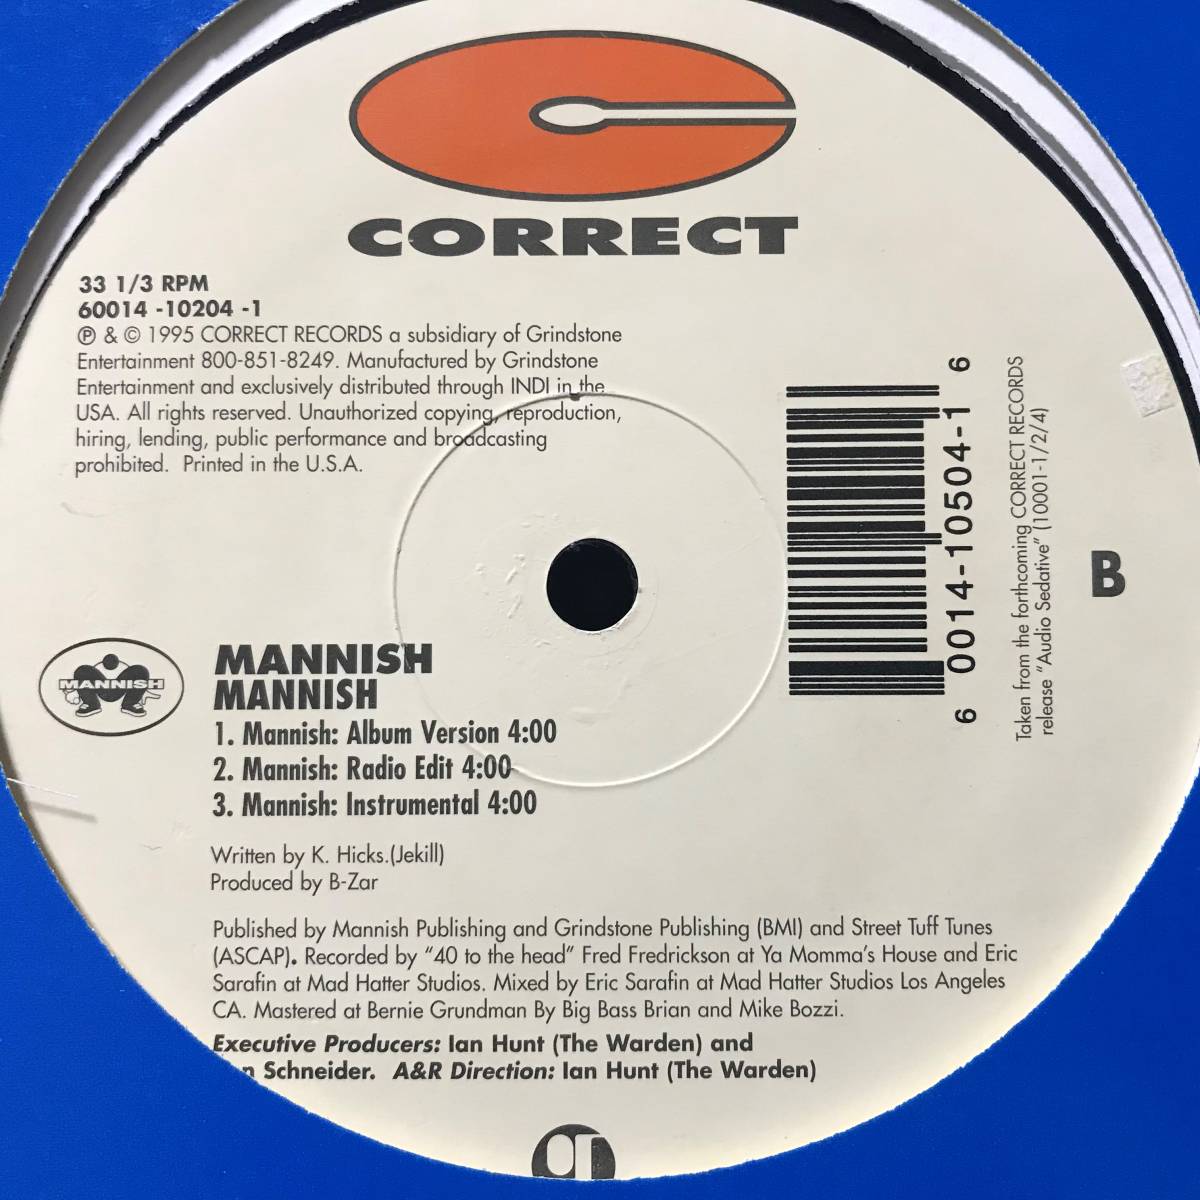 CORRECT
33 1/3 RPM
60014 -10204 -1
℗ & © 1995 CORRECT RECORDS a subsidiary of Grindstone
Entertainment 800-851-8249. Manufactured by Grindstone
Entertainment and exclusively distributed through INDI in the
USA. All rights reserved. Unauthorized copying, reproduction,
hiring, lending, public performance and broadcasting
prohibited. Printed in the U.S.A.
6 0014-10504-1 6
Taken from the forthcoming CORRECT RECORDS
release "Audio Sedative" (10001-1/2/4)
B
MANNISH
MANNISH
MANNISH
1. Mannish: Album Version 4:00
2. Mannish: Radio Edit 4:00
3. Mannish: Instrumental 4:00
Written by K. Hicks.(Jekill)
Produced by B-Zar
Published by Mannish Publishing and Grindstone Publishing (BMI) and Street Tuff Tunes
(ASCAP). Recorded by "40 to the head" Fred Fredrickson at Ya Momma's House and Eric
Sarafin at Mad Hatter Studios. Mixed by Eric Sarafin at Mad Hatter Studios Los Angeles
CA. Mastered at Bernie Grundman By Big Bass Brian and Mike Bozzi.
Executive Producers: Ian Hunt (The Warden) and
Schneider. A&R Direction: Ian Hunt (The Warden)